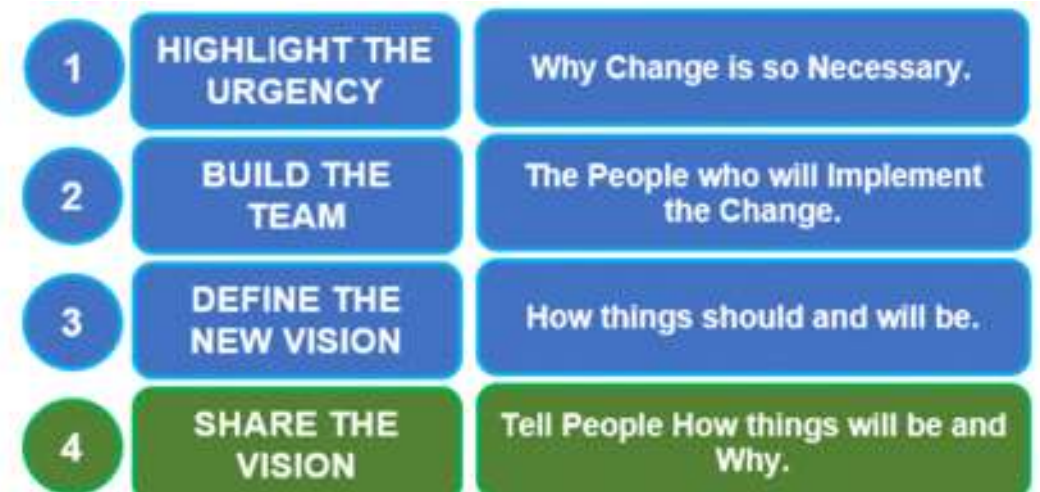 1
HIGHLIGHT THE
URGENCY
Why Change is so Necessary.
2
BUILD THE
TEAM
The People who will Implement
the Change.
3
DEFINE THE
NEW VISION
How things should and will be.
4
SHARE THE
VISION
Tell People How things will be and
Why.